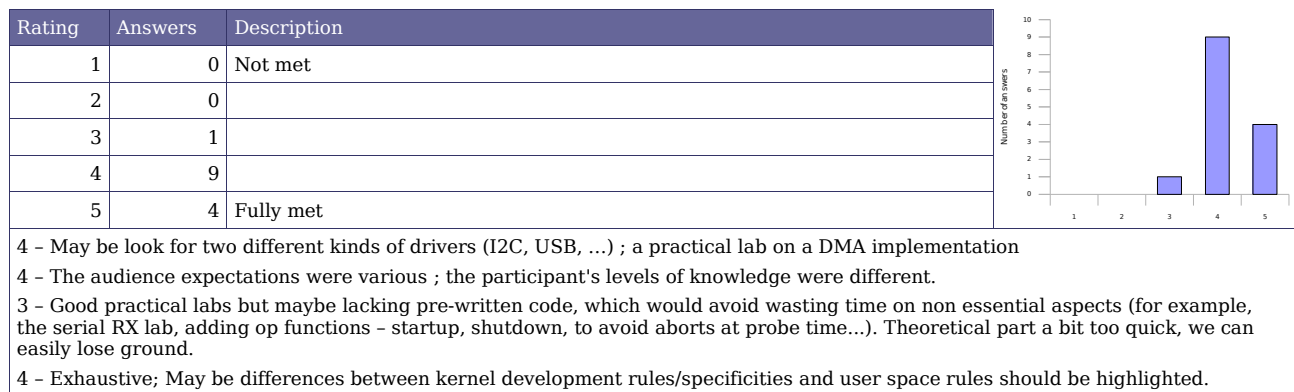 Rating Answers Description
1 0 Not met
2 0
3 1
4 9
5 4 Fully met
10
9
8
7
6
5
4
3
2
1
0
Number of answers
1 2 3 4 5
4 – May be look for two different kinds of drivers (I2C, USB, ...) ; a practical lab on a DMA implementation
4 – The audience expectations were various ; the participant's levels of knowledge were different.
3 – Good practical labs but maybe lacking pre-written code, which would avoid wasting time on non essential aspects (for example,
the serial RX lab, adding op functions – startup, shutdown, to avoid aborts at probe time...). Theoretical part a bit too quick, we can
easily lose ground.
4 – Exhaustive; May be differences between kernel development rules/specificities and user space rules should be highlighted.